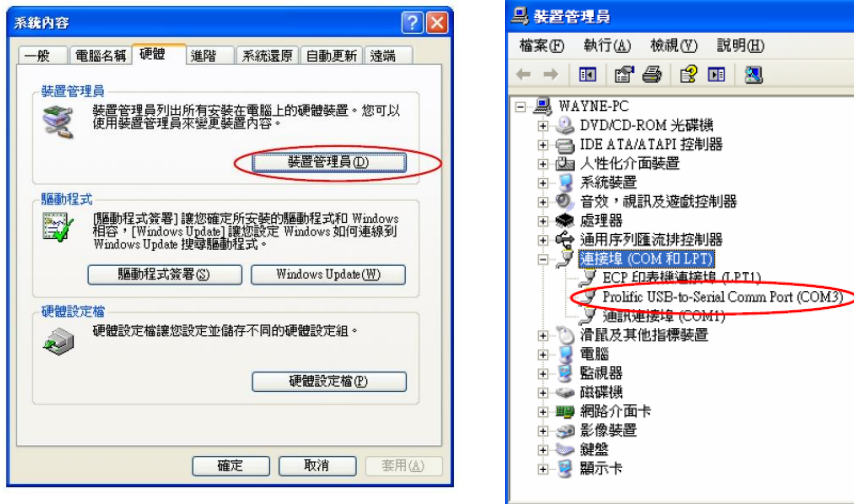 系統內容
一般 電腦名稱 硬體 進階 系統還原 自動更新 遠端
裝置管理員
裝置管理員列出所有安裝在電腦上的硬體裝置。您可以
使用裝置管理員來變更裝置內容。
裝置管理員(D)
驅動程式
[驅動程式簽署] 讓您確定所安裝的驅動程式和 Windows
相容，[Windows Update] 讓您設定 Windows 如何連線到
Windows Update 搜尋驅動程式。
驅動程式簽署(S) Windows Update(W)
硬體設定檔
硬體設定檔讓您設定並儲存不同的硬體設定組。
硬體設定檔(P)
確定 取消 套用(A)
裝置管理員
檔案(F) 執行(A) 檢視(V) 說明(H)
WAYNE-PC
DVD/CD-ROM 光碟機
IDE ATA/ATAPI 控制器
人性化介面裝置
系統裝置
音效，視訊及遊戲控制器
處理器
通用序列匯流排控制器
連接埠 (COM 和 LPT)
ECP 印表機連接埠 (LPT1)
Prolific USB-to-Serial Comm Port (COM3)
通訊連接埠 (COM1)
滑鼠及其他指標裝置
電腦
監視器
磁碟機
網路介面卡
影像裝置
鍵盤
顯示卡